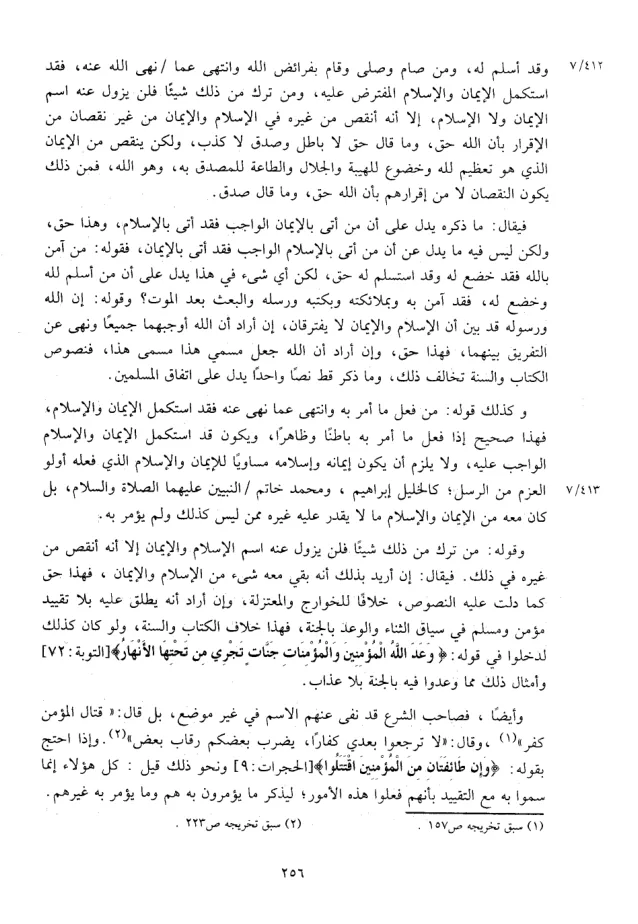 وقد أسلم له، ومن صام وصلى وقام بفرائض الله وانتهى عما /نهى الله عنه، فقد ٧/٤١٢
استكمل الإيمان والإسلام المفترض عليه، ومن ترك من ذلك شيئًا فلن يزول عنه اسم
الإيمان ولا الإسلام، إلا أنه أنقص من غيره في الإسلام والإيمان من غير نقصان من
الإقرار بأن الله حق، وما قال حق لا باطل وصدق لا كذب، ولكن ينقص من الإيمان
الذي هو تعظيم لله وخضوع للهيبة والجلال والطاعة للمصدق به، وهو الله، فمن ذلك
يكون النقصان لا من إقرارهم بأن الله حق، وما قال صدق.
فيقال: ما ذكره يدل على أن من أتى بالإيمان الواجب فقد أتى بالإسلام، وهذا حق،
ولكن ليس فيه ما يدل عن أن من أتى بالإسلام الواجب فقد أتى بالإيمان، فقوله: من آمن
بالله فقد خضع له وقد استسلم له حق، لكن أي شىء في هذا يدل على أن من أسلم لله
وخضع له، فقد آمن به وبملائكته وبكتبه ورسله والبعث بعد الموت؟ وقوله: إن الله
ورسوله قد بين أن الإسلام والإيمان لا يفترقان، إن أراد أن الله أوجبهما جميعًا ونهى عن
التفريق بينهما، فهذا حق، وإن أراد أن الله جعل مسمي هذا مسمى هذا، فنصوص
الكتاب والسنة تخالف ذلك، وما ذكر قط نصًا واحدًا يدل على اتفاق المسلمين.
و كذلك قوله: من فعل ما أمر به وانتهى عما نهى عنه فقد استكمل الإيمان والإسلام،
فهذا صحيح إذا فعل ما أمر به باطنًا وظاهرًا، ويكون قد استكمل الإيمان والإسلام
الواجب عليه، ولا يلزم أن يكون إيمانه وإسلامه مساويًا للإيمان والإسلام الذي فعله أولو
العزم من الرسل؛ كالخليل إبراهيم ، ومحمد خاتم /النبيين عليهما الصلاة والسلام، بل ٧/٤١٣
كان معه من الإيمان والإسلام ما لا يقدر عليه غيره ممن ليس كذلك ولم يؤمر به.
وقوله: من ترك من ذلك شيئًا فلن يزول عنه اسم الإسلام والإيمان إلا أنه أنقص من
غيره في ذلك. فيقال: إن أريد بذلك أنه بقي معه شىء من الإسلام والإيمان ، فهذا حق
كما دلت عليه النصوص، خلافًا للخوارج والمعتزلة، وإن أراد أنه يطلق عليه بلا تقييد
مؤمن ومسلم في سياق الثناء والوعد بالجنة، فهذا خلاف الكتاب والسنة، ولو كان كذلك
لدخلوا في قوله: ﴿ وَعَدَ اللَّهُ الْمُؤْمِنِينَ وَالْمُؤْمِنَاتِ جَنَّاتٍ تَجْرِي مِن تَحْتِهَا الأَنْهَارُ﴾[التوبة:٧٢]
وأمثال ذلك مما وعدوا فيه بالجنة بلا عذاب.
وأيضًا ، فصاحب الشرع قد نفى عنهم الاسم في غير موضع، بل قال:« قتال المؤمن
كفر»(١) ،وقال:«لا ترجعوا بعدي كفارًا، يضرب بعضكم رقاب بعض»(٢).وإذا احتج
بقوله: ﴿وَإِن طَائِفَتَانِ مِنَ الْمُؤْمِنِينَ اقْتَتَلُوا﴾[الحجرات:٩] ونحو ذلك قيل : كل هؤلاء إنما
سموا به مع التقييد بأنهم فعلوا هذه الأمور؛ ليذكر ما يؤمرون به هم وما يؤمر به غيرهم.
(١) سبق تخريجه ص١٥٧ . (٢) سبق تخريجه ص٢٢٣ .
٢٥٦